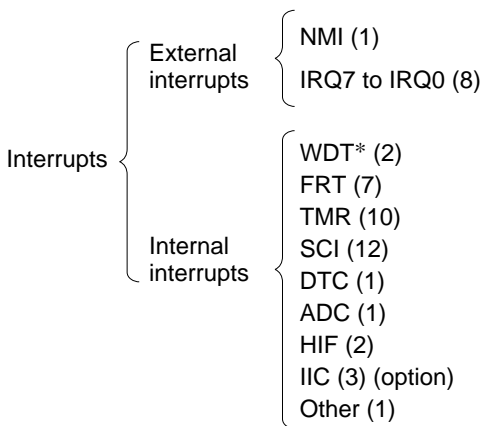 Interrupts
External
interrupts
NMI (1)
IRQ7 to IRQ0 (8)
Internal
interrupts
WDT* (2)
FRT (7)
TMR (10)
SCI (12)
DTC (1)
ADC (1)
HIF (2)
IIC (3) (option)
Other (1)